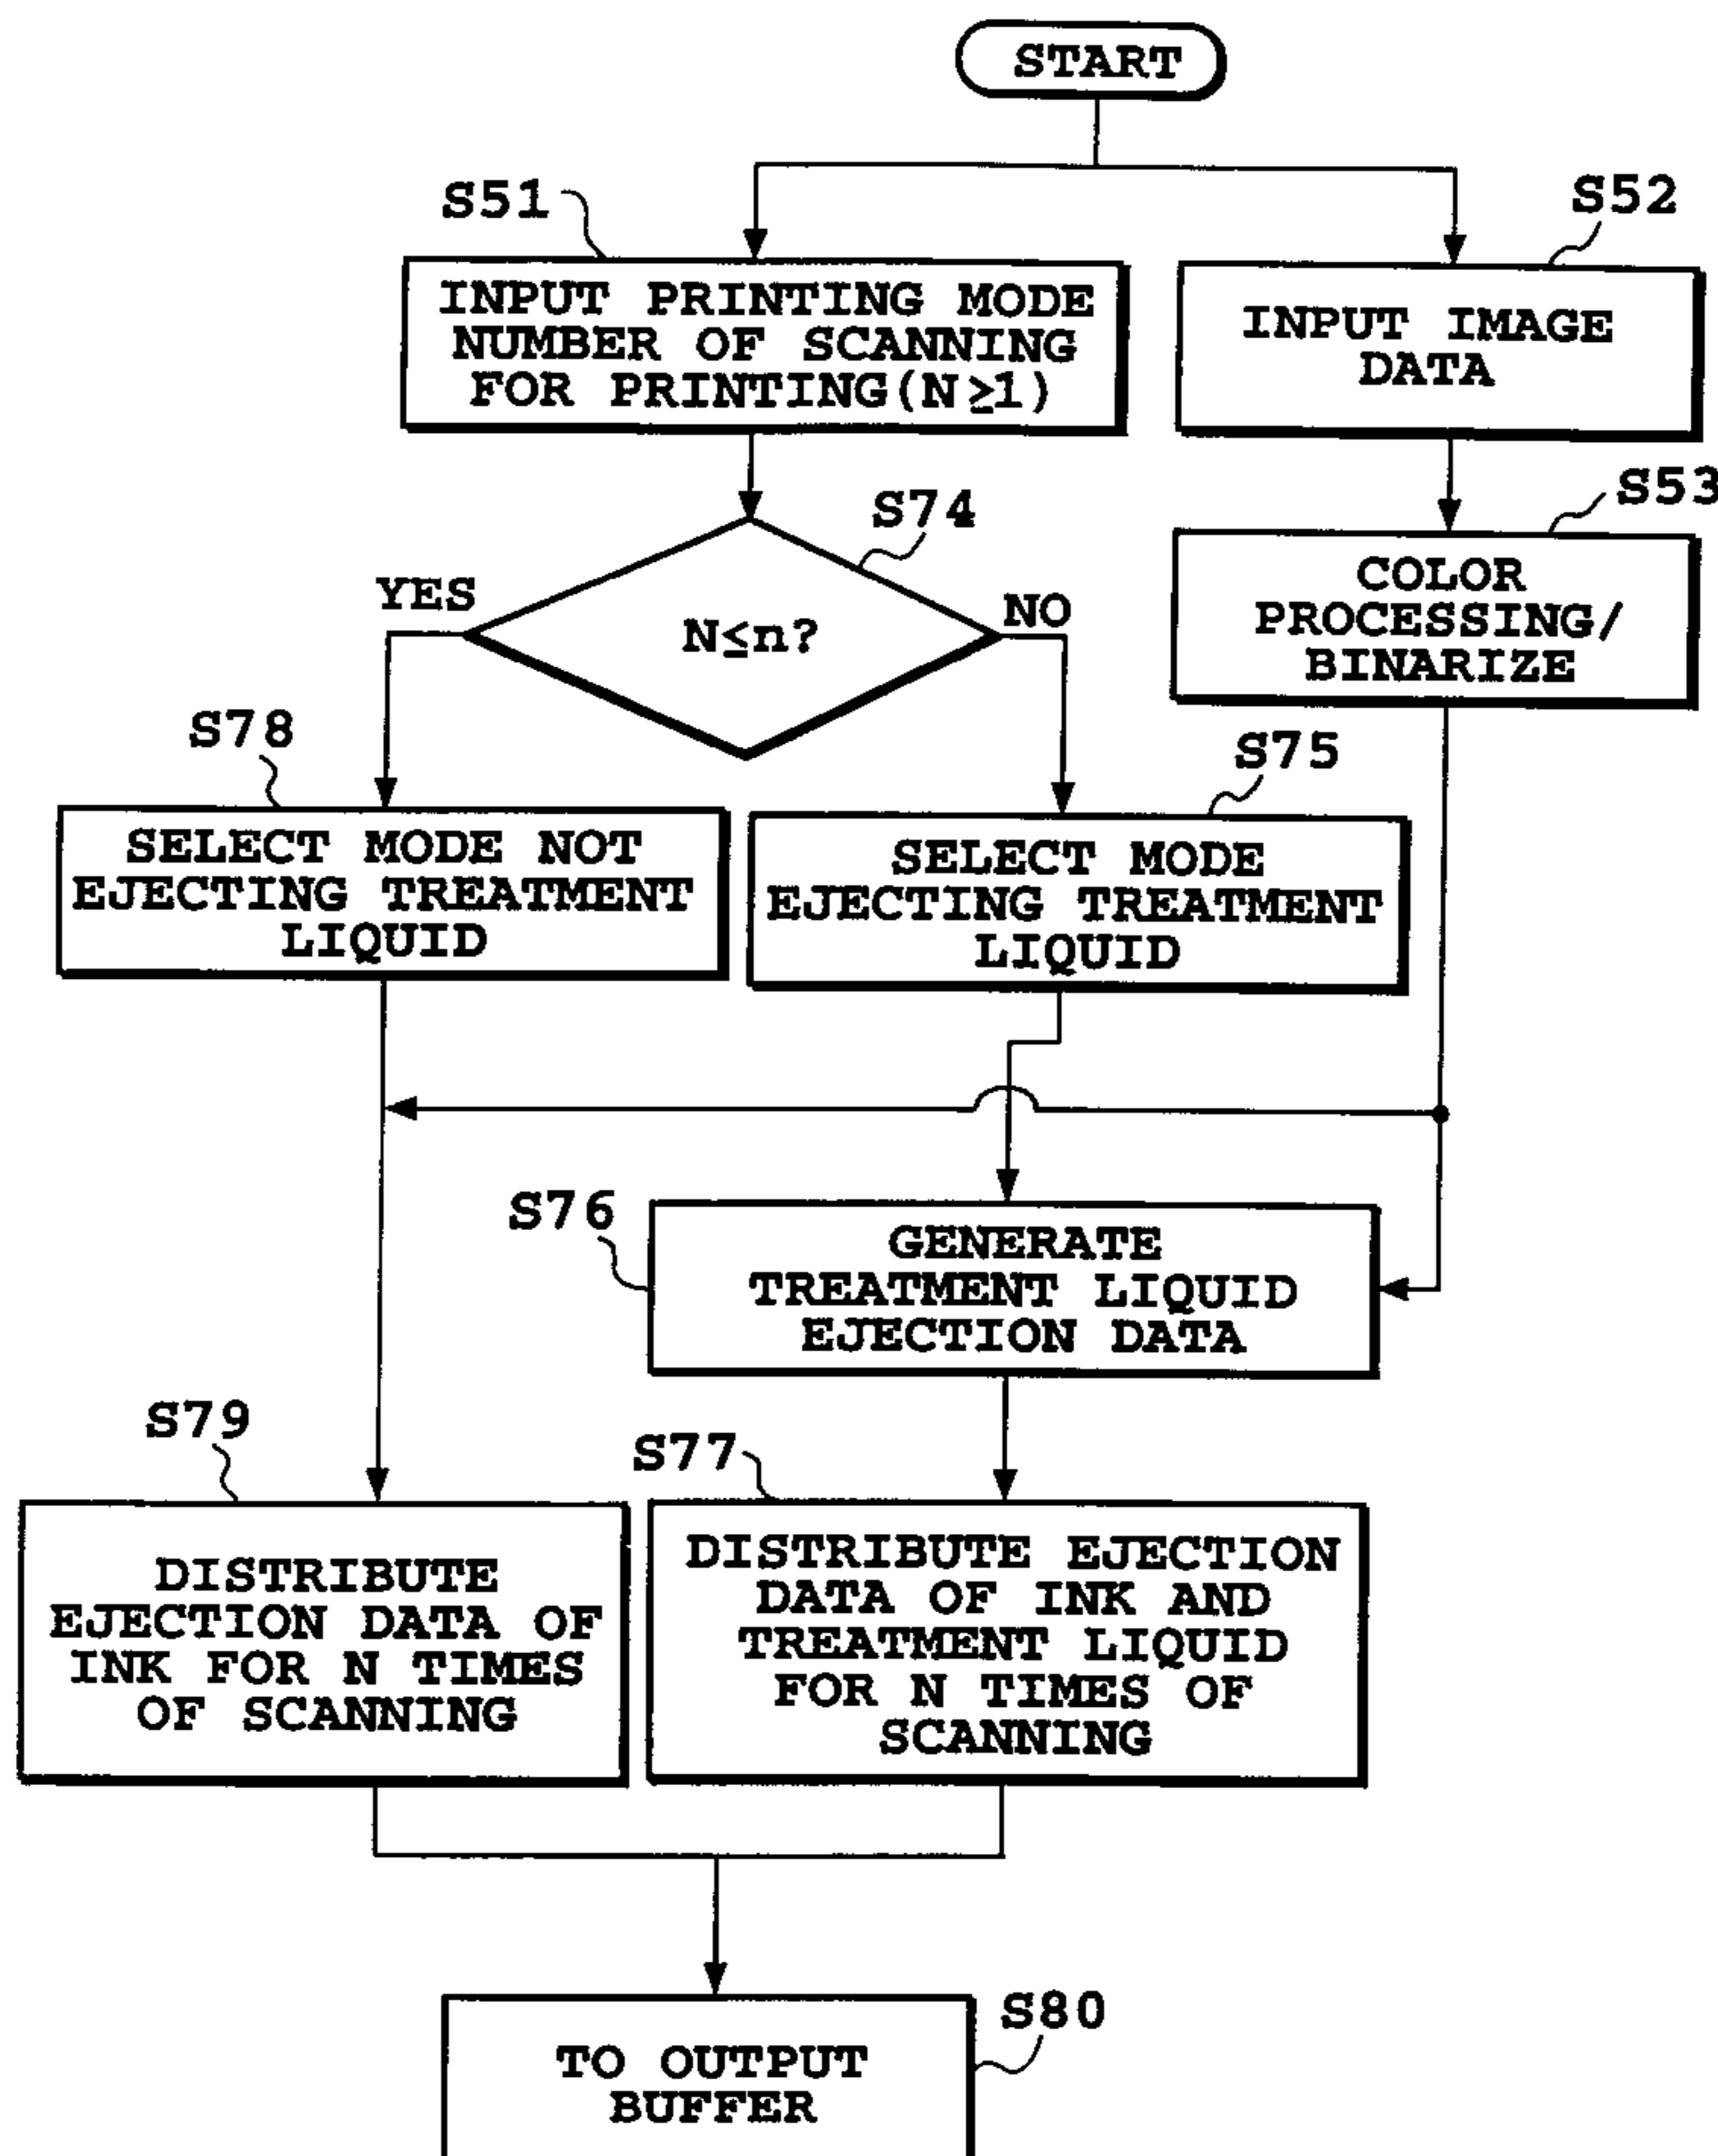 START
S51
S52
INPUT PRINTING MODE
NUMBER OF SCANNING
FOR PRINTING(N≥1)
INPUT IMAGE
DATA
S74
S53
YES
N≤n?
NO
COLOR
PROCESSING/
BINARIZE
S78
S75
SELECT MODE NOT
EJECTING TREATMENT
LIQUID
SELECT MODE
EJECTING TREATMENT
LIQUID
S76
GENERATE
TREATMENT LIQUID
EJECTION DATA
S79
S77
DISTRIBUTE
EJECTION DATA OF
INK FOR N TIMES
OF SCANNING
DISTRIBUTE EJECTION
DATA OF INK AND
TREATMENT LIQUID
FOR N TIMES OF
SCANNING
S80
TO OUTPUT
BUFFER